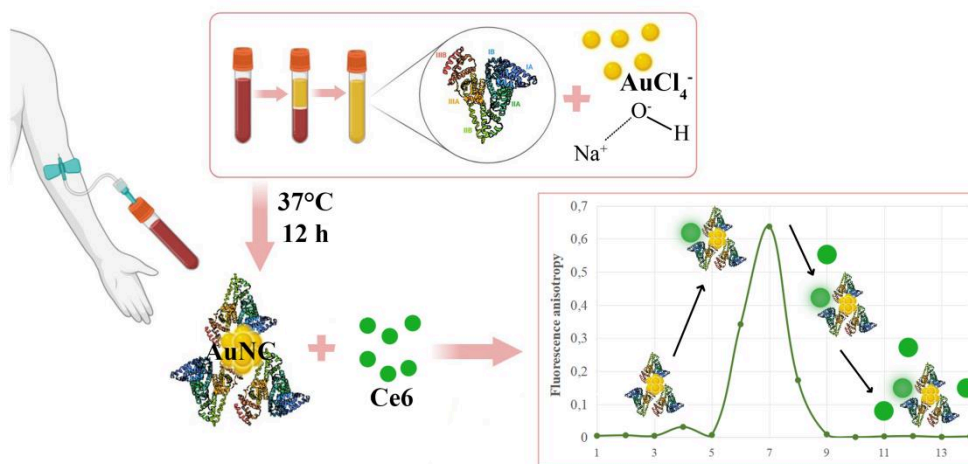 IIIB
IB
IA
IIIA
IIA
IIB
AuCl₄⁻
O⁻
H
Na⁺
37°C
12 h
AuNC
Ce6
Fluorescence anisotropy
0,7
0,6
0,5
0,4
0,3
0,2
0,1
0
1 3 5 7 9 11 13